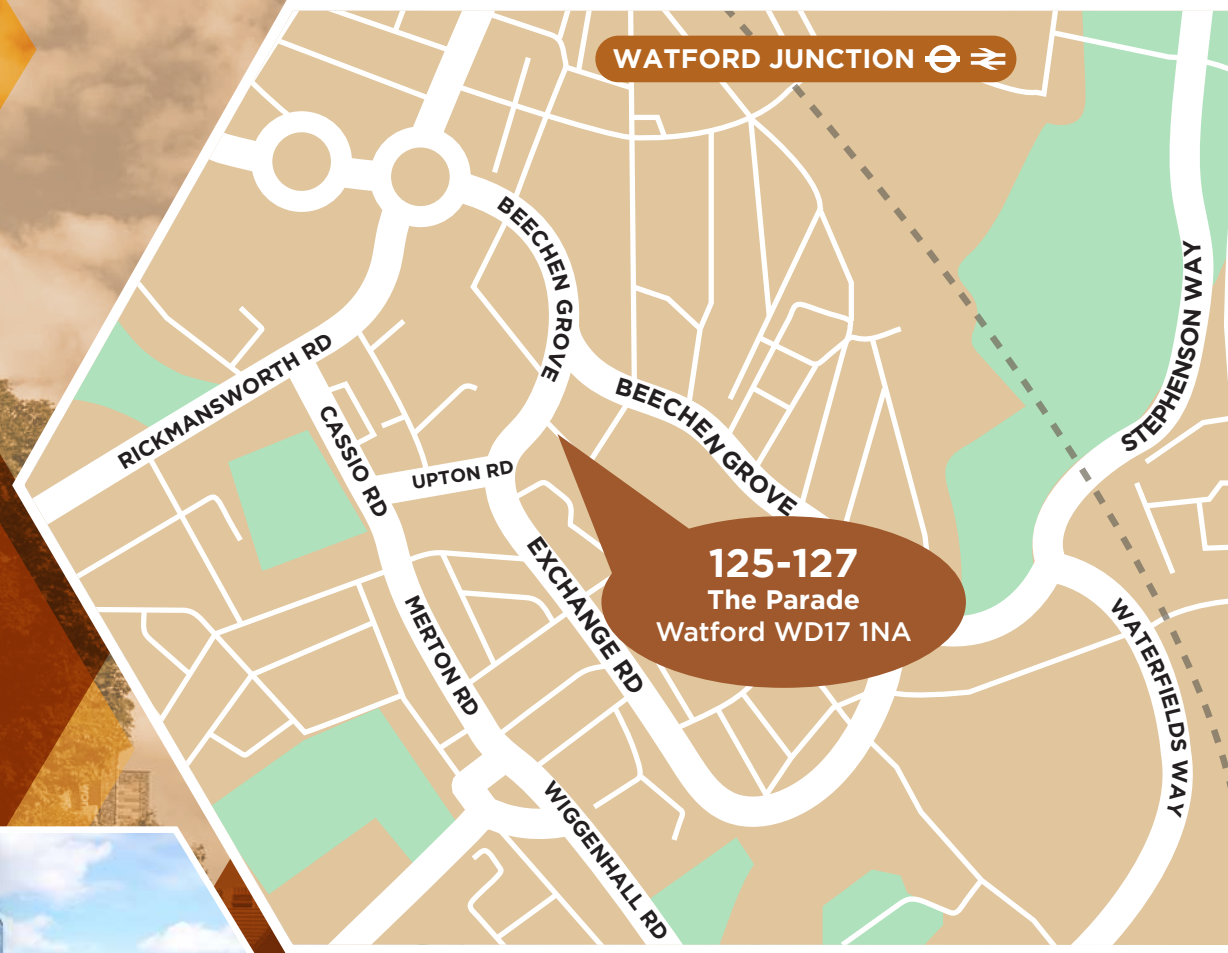 WATFORD JUNCTION
BEECHEN GROVE
STEPHENSON WAY
RICKMANSWORTH RD
BEECHEN GROVE
CASSIO RD
UPTON RD
EXCHANGE RD
125-127
The Parade
Watford WD17 1NA
MERTON RD
WATERFIELDS WAY
WIGGENHALL RD